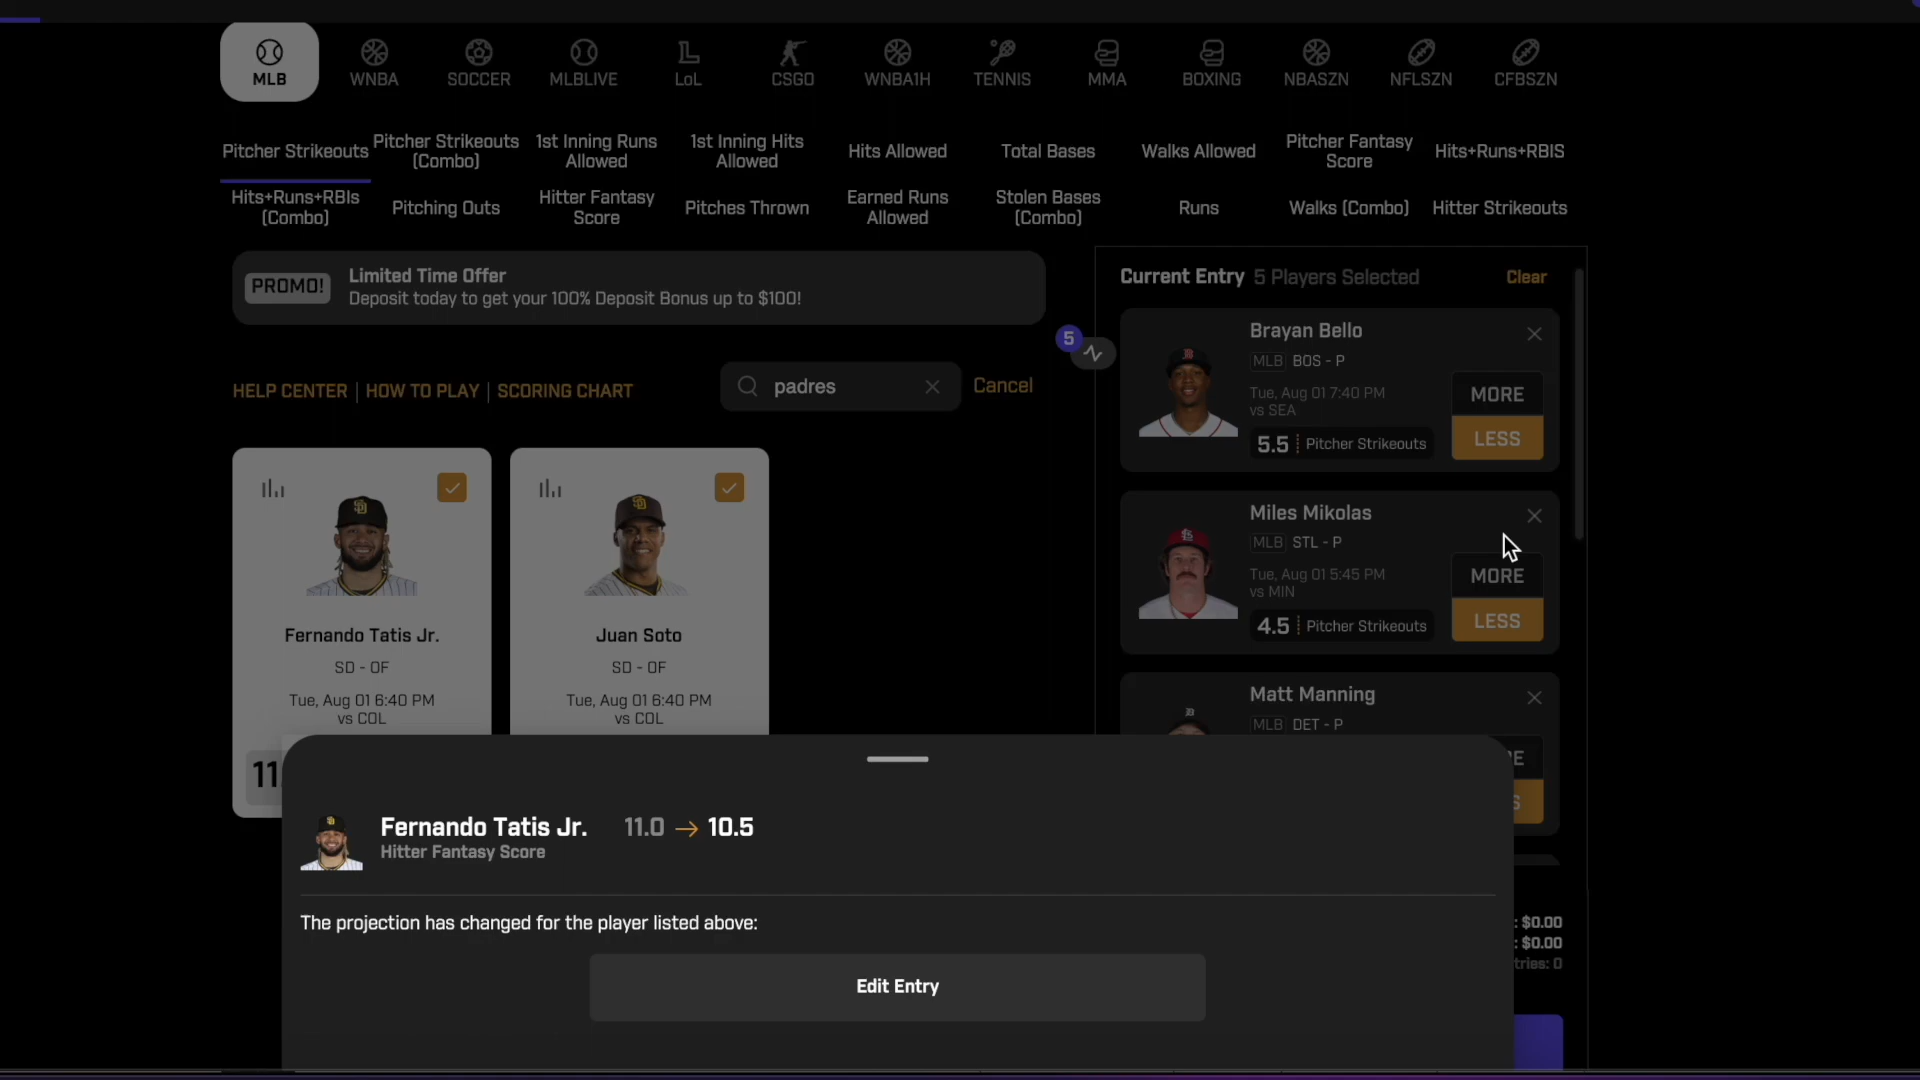 MLB
WNBA
SOCCER
MLBLIVE
LoL
CSGO
WNBA1H
TENNIS
MMA
BOXING
NBASZN
NFLSZN
CFBSZN
Pitcher Strikeouts
Pitcher Strikeouts
(Combo)
1st Inning Runs
Allowed
1st Inning Hits
Allowed
Hits Allowed
Total Bases
Walks Allowed
Pitcher Fantasy
Score
Hits+Runs+RBIS
Hits+Runs+RBIs
(Combo)
Pitching Outs
Hitter Fantasy
Score
Pitches Thrown
Earned Runs
Allowed
Stolen Bases
(Combo)
Runs
Walks (Combo)
Hitter Strikeouts
PROMO!
Limited Time Offer
Deposit today to get your 100% Deposit Bonus up to $100!
HELP CENTER | HOW TO PLAY | SCORING CHART
padres
Cancel
Fernando Tatis Jr.
SD - OF
Tue, Aug 01 6:40 PM
vs COL
11.
Juan Soto
SD - OF
Tue, Aug 01 6:40 PM
vs COL
5
Current Entry 5 Players Selected
Clear
Brayan Bello
MLB BOS - P
Tue, Aug 01 7:40 PM
vs SEA
5.5 Pitcher Strikeouts
MORE
LESS
Miles Mikolas
MLB STL - P
Tue, Aug 01 5:45 PM
vs MIN
4.5 Pitcher Strikeouts
MORE
LESS
Matt Manning
MLB DET - P
E
S
: $0.00
: $0.00
tries: 0
Fernando Tatis Jr. 11.0 → 10.5
Hitter Fantasy Score
The projection has changed for the player listed above:
Edit Entry